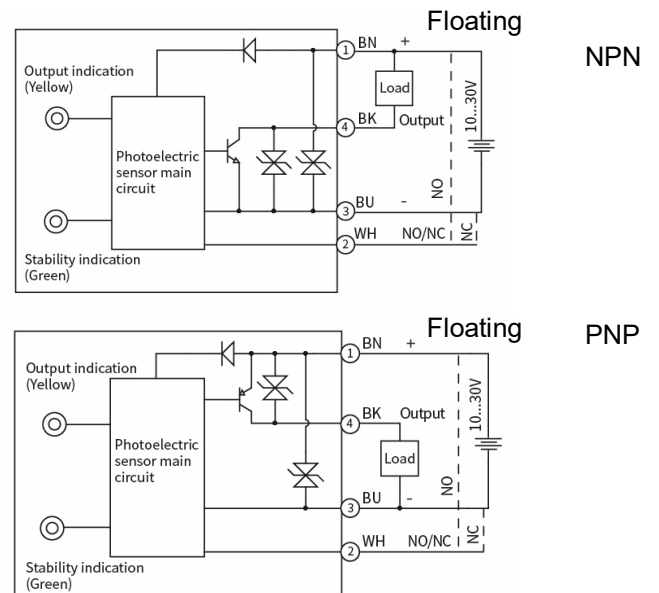 Floating
NPN
Output indication
(Yellow)
1 BN +
Load
10...30V
4 BK Output
Photoelectric
sensor main
circuit
3 BU -
NO
2 WH NO/NC
NC
Stability indication
(Green)
Floating
PNP
Output indication
(Yellow)
1 BN +
10...30V
4 BK Output
Photoelectric
sensor main
circuit
Load
3 BU -
NO
2 WH NO/NC
NC
Stability indication
(Green)